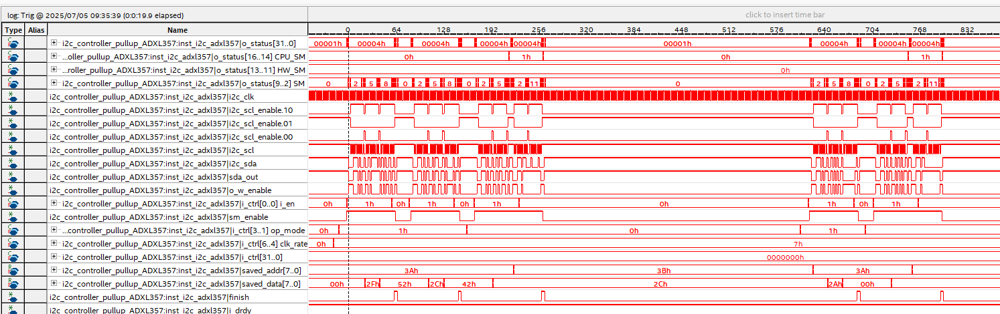 log: Trig @ 2025/07/05 09:35:39 (0:0:19.9 elapsed) click to insert time bar
Type Alias Name 0 64 128 192 256 320 384 448 512 576 640 704 768 832
i2c_controller_pullup_ADXL357:inst_i2c_adxl357|o_status[31..0] 00001h 00004h 00004h 00004h 00004h 00001h 00004h 00004h 00004h
...oller_pullup_ADXL357:inst_i2c_adxl357|o_status[16..14] CPU_SM 0h 1h 0h 1h
...roller_pullup_ADXL357:inst_i2c_adxl357|o_status[13..11] HW_SM 0h
i2c_controller_pullup_ADXL357:inst_i2c_adxl357|o_status[9..2] SM 0 2 5 8 0 2 5 8 0 2 5 2 11 0 2 5 8 0 2 5 2 11
i2c_controller_pullup_ADXL357:inst_i2c_adxl357|i2c_clk
i2c_controller_pullup_ADXL357:inst_i2c_adxl357|i2c_scl_enable.10
i2c_controller_pullup_ADXL357:inst_i2c_adxl357|i2c_scl_enable.01
i2c_controller_pullup_ADXL357:inst_i2c_adxl357|i2c_scl_enable.00
i2c_controller_pullup_ADXL357:inst_i2c_adxl357|i2c_scl
i2c_controller_pullup_ADXL357:inst_i2c_adxl357|i2c_sda
i2c_controller_pullup_ADXL357:inst_i2c_adxl357|sda_out
i2c_controller_pullup_ADXL357:inst_i2c_adxl357|o_w_enable
i2c_controller_pullup_ADXL357:inst_i2c_adxl357|i_ctrl[0..0] i_en 0h 1h 0h 1h 0h 1h 0h 1h 0h 1h
i2c_controller_pullup_ADXL357:inst_i2c_adxl357|sm_enable
...controller_pullup_ADXL357:inst_i2c_adxl357|i_ctrl[3..1] op_mode 0h 1h 0h 1h
i2c_controller_pullup_ADXL357:inst_i2c_adxl357|i_ctrl[6..4] clk_rate 0h 7h
i2c_controller_pullup_ADXL357:inst_i2c_adxl357|i_ctrl[31..0] 0000000h
i2c_controller_pullup_ADXL357:inst_i2c_adxl357|saved_addr[7..0] 3Ah 3Bh 3Ah
i2c_controller_pullup_ADXL357:inst_i2c_adxl357|saved_data[7..0] 00h 2Fh 52h 2Ch 42h 2Ch 2Ah 00h
i2c_controller_pullup_ADXL357:inst_i2c_adxl357|finish
i2c_controller_pullup_ADXL357:inst_i2c_adxl357|i_drdy